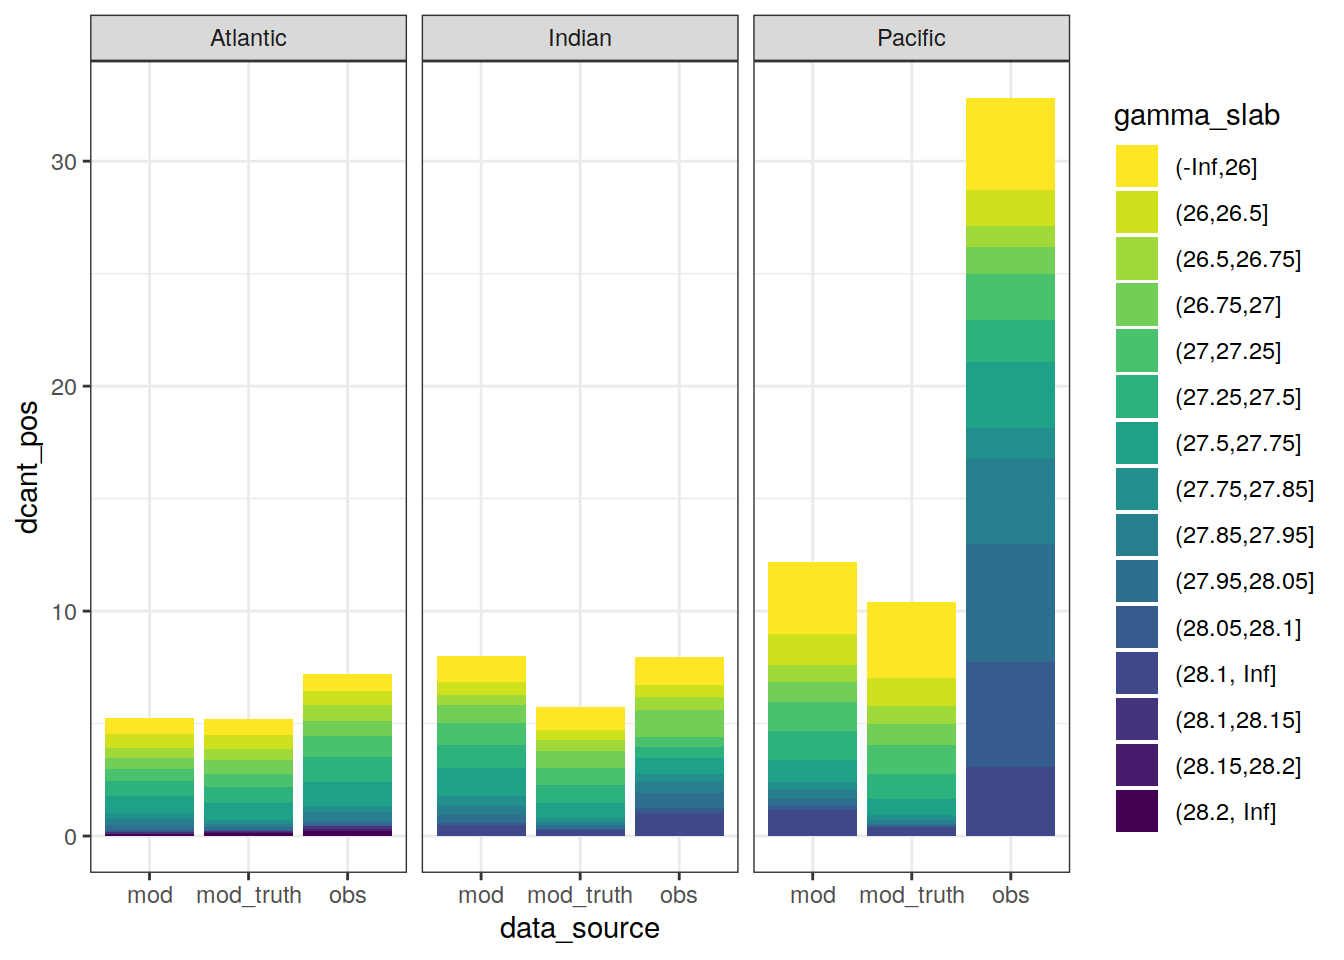 Atlantic
Indian
Pacific
dcant_pos
30
20
10
0
mod mod_truth obs
mod mod_truth obs
mod mod_truth obs
data_source
gamma_slab
(-Inf,26]
(26,26.5]
(26.5,26.75]
(26.75,27]
(27,27.25]
(27.25,27.5]
(27.5,27.75]
(27.75,27.85]
(27.85,27.95]
(27.95,28.05]
(28.05,28.1]
(28.1, Inf]
(28.1,28.15]
(28.15,28.2]
(28.2, Inf]